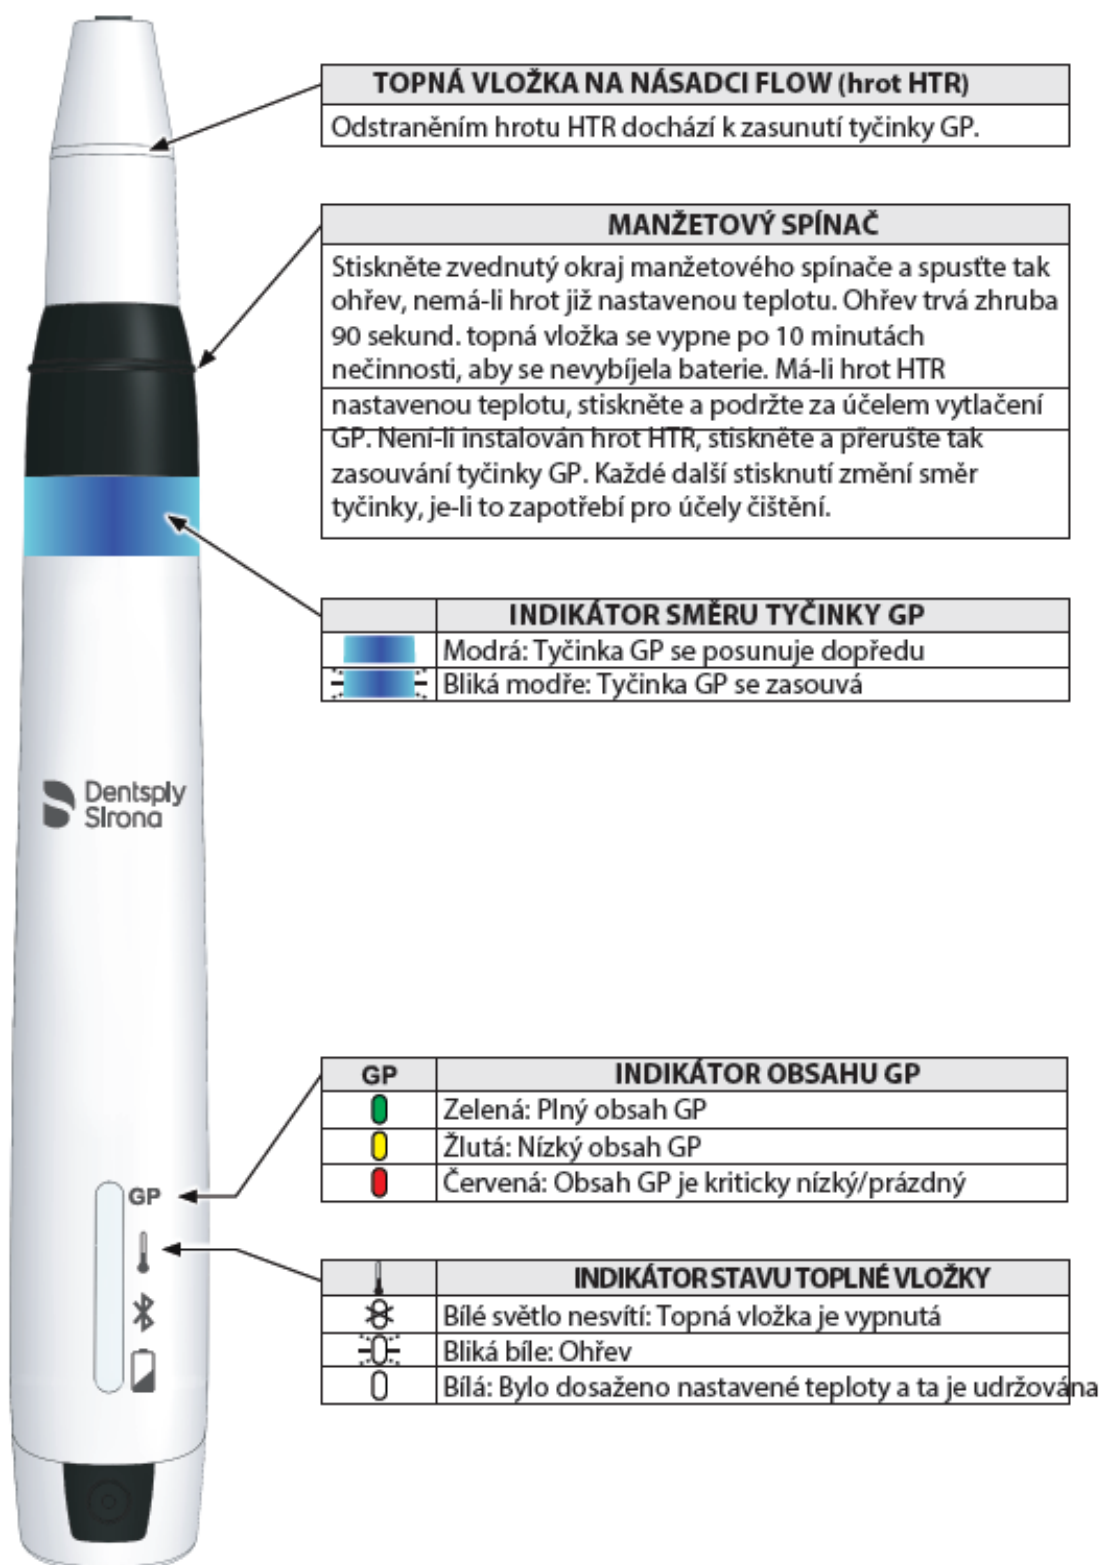 TOPNÁ VLOŽKA NA NÁSADCI FLOW (hrot HTR)
Odstraněním hrotu HTR dochází k zasunutí tyčinky GP.
MANŽETOVÝ SPÍNAČ
Stiskněte zvednutý okraj manžetového spínače a spusťte tak
ohřev, nemá-li hrot již nastavenou teplotu. Ohřev trvá zhruba
90 sekund. topná vložka se vypne po 10 minutách
nečinnosti, aby se nevybíjela baterie. Má-li hrot HTR
nastavenou teplotu, stiskněte a podržte za účelem vytlačení
GP. Není-li instalován hrot HTR, stiskněte a přerušte tak
zasouvání tyčinky GP. Každé další stisknutí změní směr
tyčinky, je-li to zapotřebí pro účely čištění.
INDIKÁTOR SMĚRU TYČINKY GP
Modrá: Tyčinka GP se posunuje dopředu
Bliká modře: Tyčinka GP se zasouvá
Dentsply
Sirona
GP INDIKÁTOR OBSAHU GP
Zelená: Plný obsah GP
Žlutá: Nízký obsah GP
Červená: Obsah GP je kriticky nízký/prázdný
GP
INDIKÁTOR STAVU TOPLNÉ VLOŽKY
Bílé světlo nesvítí: Topná vložka je vypnutá
Bliká bíle: Ohřev
Bílá: Bylo dosaženo nastavené teploty a ta je udržována